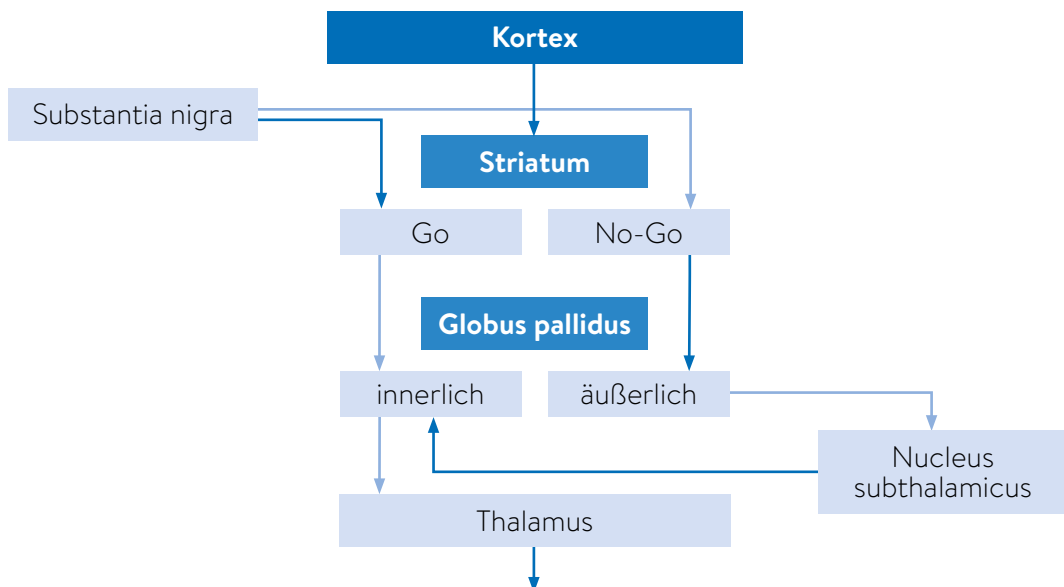 Kortex
Substantia nigra
Striatum
Go
No-Go
Globus pallidus
innerlich
äußerlich
Nucleus
subthalamicus
Thalamus